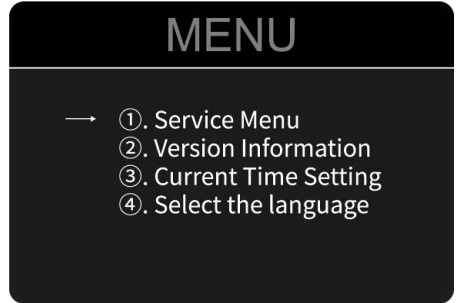 MENU
→ ①. Service Menu
②. Version Information
③. Current Time Setting
④. Select the language